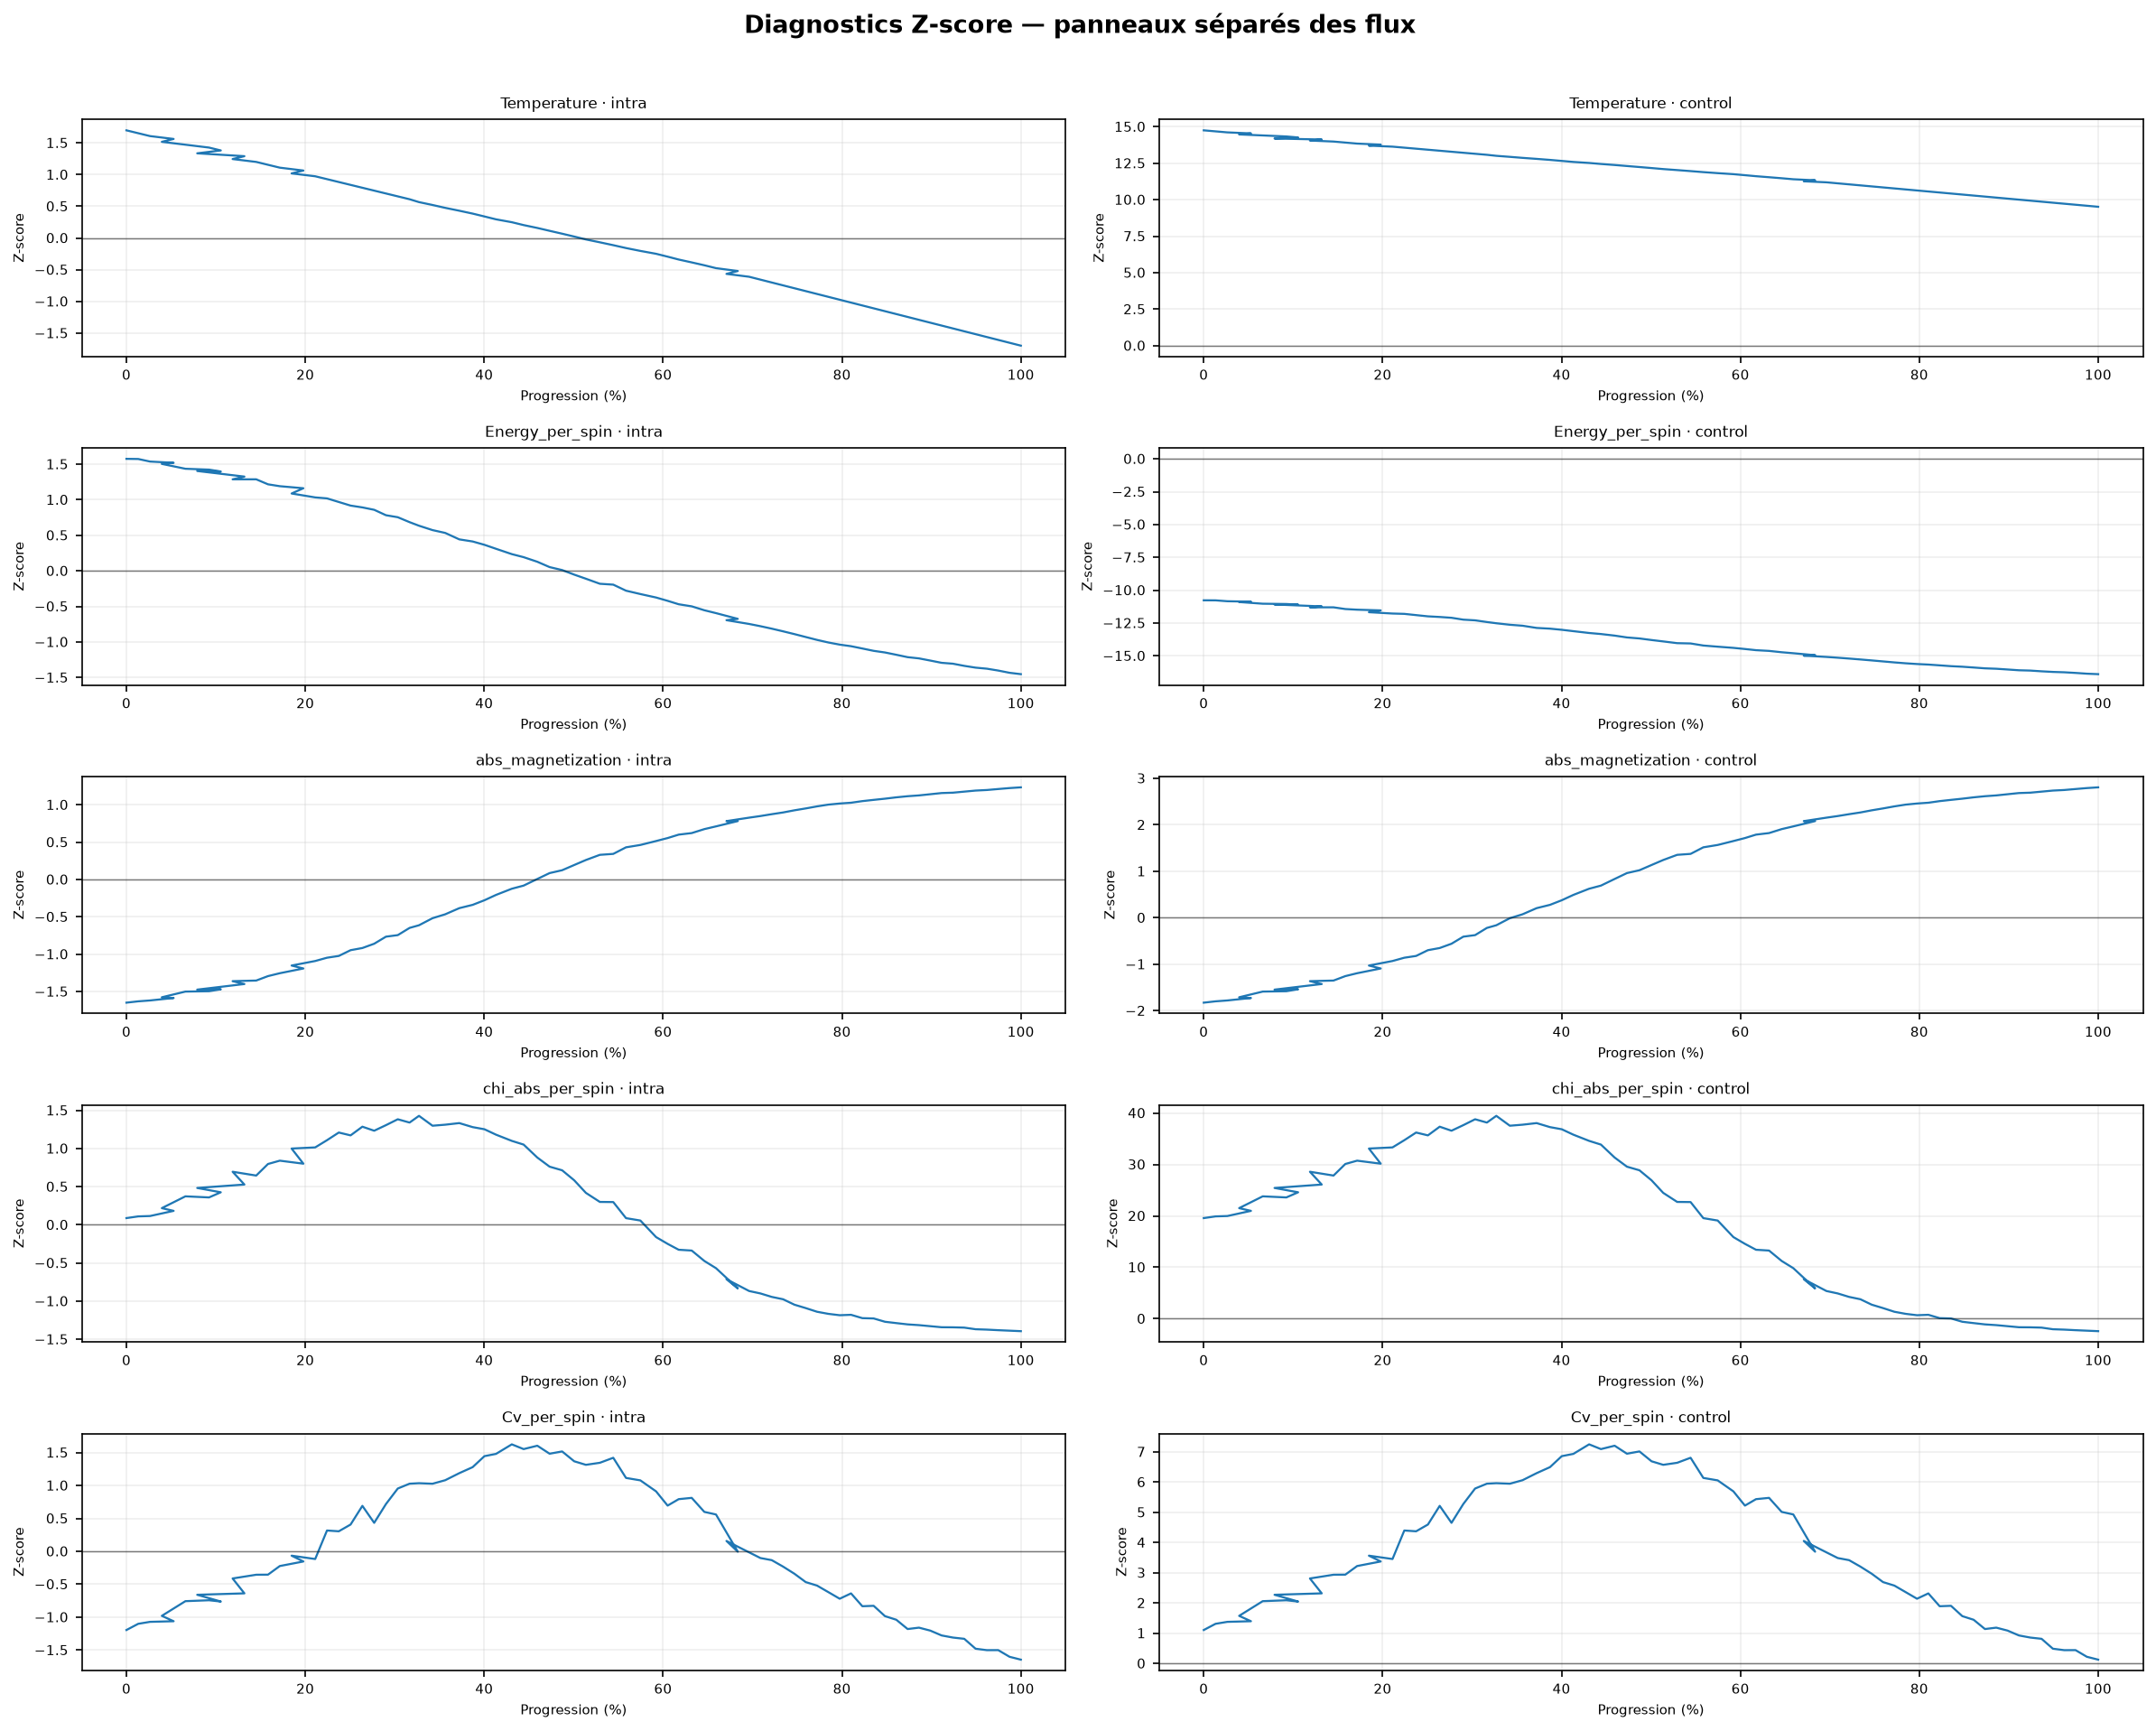 Diagnostics Z-score — panneaux séparés des flux
Temperature · intra
Z-score
1.5
1.0
0.5
0.0
−0.5
−1.0
−1.5
0 20 40 60 80 100
Progression (%)
Temperature · control
Z-score
15.0
12.5
10.0
7.5
5.0
2.5
0.0
0 20 40 60 80 100
Progression (%)
Energy_per_spin · intra
Z-score
1.5
1.0
0.5
0.0
−0.5
−1.0
−1.5
0 20 40 60 80 100
Progression (%)
Energy_per_spin · control
Z-score
0.0
−2.5
−5.0
−7.5
−10.0
−12.5
−15.0
0 20 40 60 80 100
Progression (%)
abs_magnetization · intra
Z-score
1.0
0.5
0.0
−0.5
−1.0
−1.5
0 20 40 60 80 100
Progression (%)
abs_magnetization · control
Z-score
3
2
1
0
−1
−2
0 20 40 60 80 100
Progression (%)
chi_abs_per_spin · intra
Z-score
1.5
1.0
0.5
0.0
−0.5
−1.0
−1.5
0 20 40 60 80 100
Progression (%)
chi_abs_per_spin · control
Z-score
40
30
20
10
0
0 20 40 60 80 100
Progression (%)
Cv_per_spin · intra
Z-score
1.5
1.0
0.5
0.0
−0.5
−1.0
−1.5
0 20 40 60 80 100
Progression (%)
Cv_per_spin · control
Z-score
7
6
5
4
3
2
1
0
0 20 40 60 80 100
Progression (%)